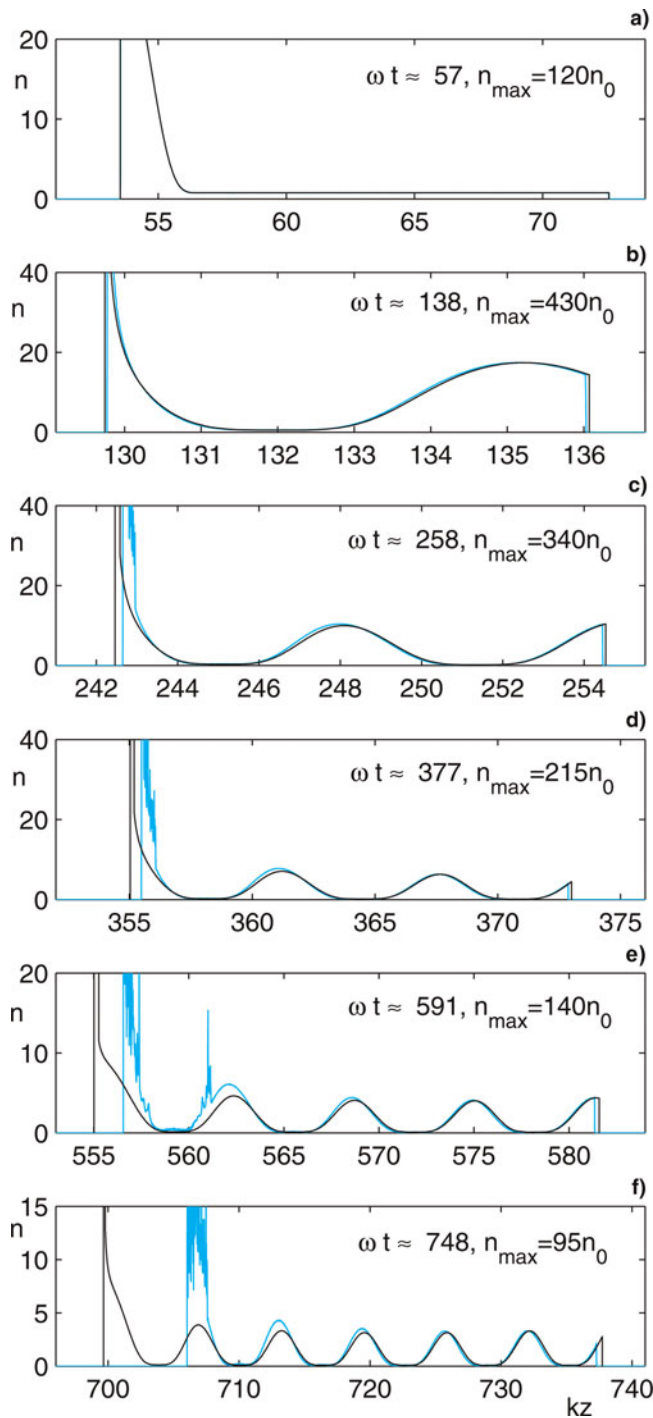 a)
20
n
10
0
ω t ≈ 57, n_max=120n_0
55 60 65 70
b)
40
n
20
0
ω t ≈ 138, n_max=430n_0
130 131 132 133 134 135 136
c)
40
n
20
0
ω t ≈ 258, n_max=340n_0
242 244 246 248 250 252 254
d)
40
n
20
0
ω t ≈ 377, n_max=215n_0
355 360 365 370 375
e)
20
n
10
0
ω t ≈ 591, n_max=140n_0
555 560 565 570 575 580
f)
15
n
10
5
0
ω t ≈ 748, n_max=95n_0
700 710 720 730 740
kz